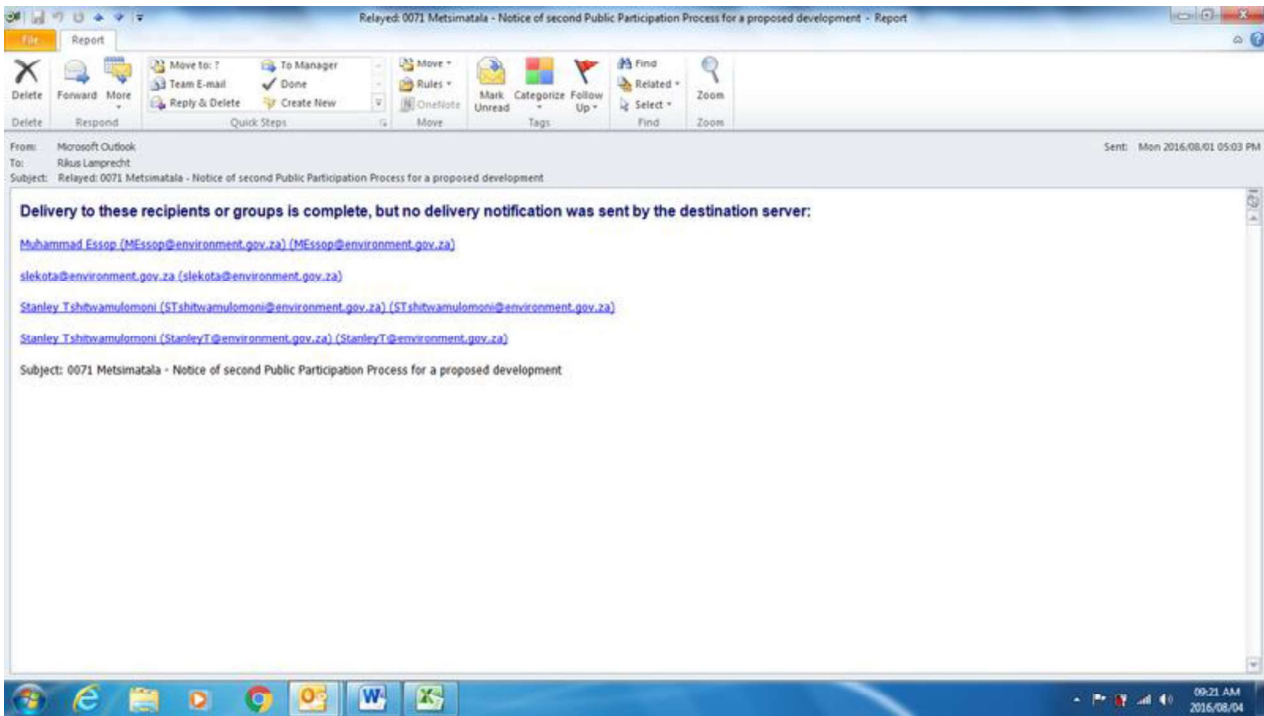 Relayed: 0071 Metsimatala - Notice of second Public Participation Process for a proposed development - Report
File Report
Move to: ? To Manager Move Find
Team E-mail Done Rules Related
Delete Forward More Reply & Delete Create New OneNote Mark Unread Categorize Follow Up Select Zoom
Delete Respond Quick Steps Move Tags Find Zoom
From: Microsoft Outlook Sent: Mon 2016/08/01 05:03 PM
To: Rikus Lamprecht
Subject: Relayed: 0071 Metsimatala - Notice of second Public Participation Process for a proposed development
Delivery to these recipients or groups is complete, but no delivery notification was sent by the destination server:
Muhammad Essop (MEssop@environment.gov.za) (MEssop@environment.gov.za)
slekota@environment.gov.za (slekota@environment.gov.za)
Stanley Tshitwamulomoni (STshitwamulomoni@environment.gov.za) (STshitwamulomoni@environment.gov.za)
Stanley Tshitwamulomoni (StanleyT@environment.gov.za) (StanleyT@environment.gov.za)
Subject: 0071 Metsimatala - Notice of second Public Participation Process for a proposed development
09:21 AM
2016/08/04